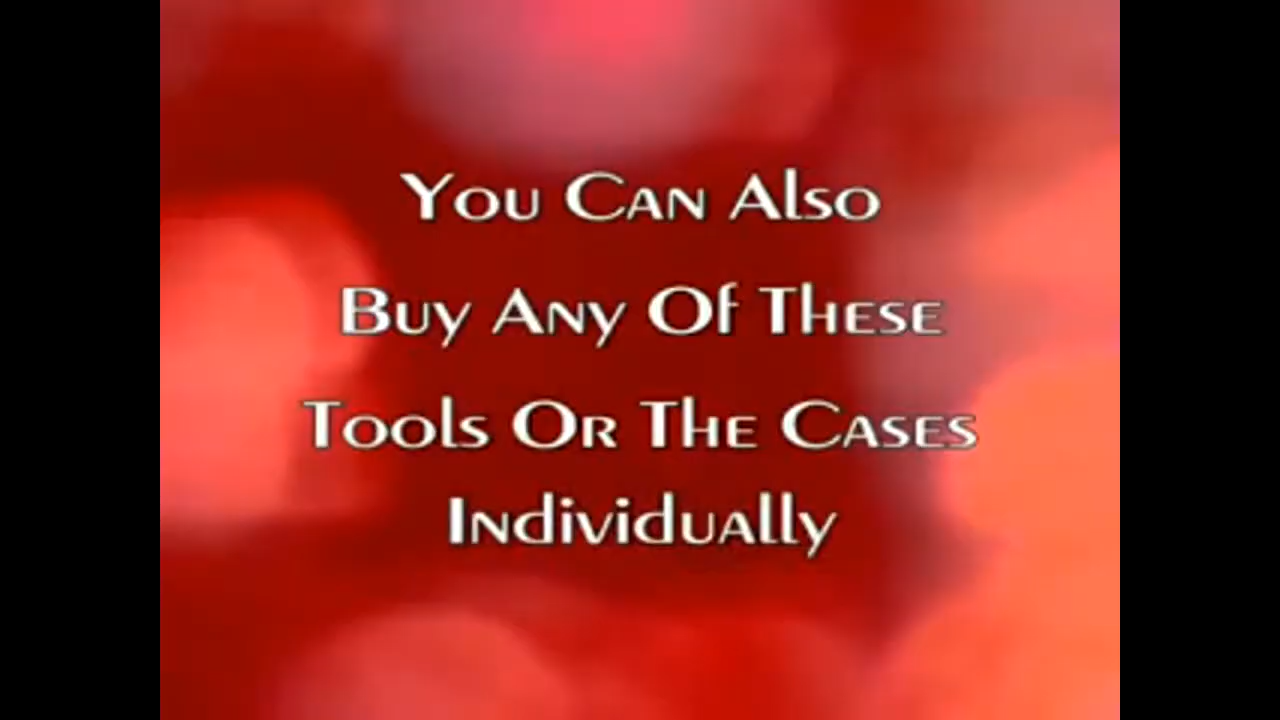 You Can Also
Buy Any Of These
Tools Or The Cases
Individually